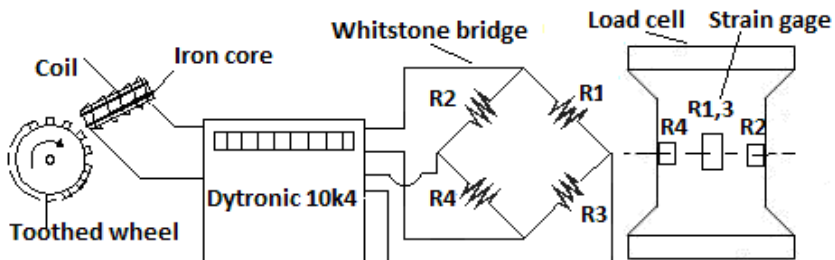 Load cell
Strain gage
Whitstone bridge
Iron core
Coil
R2
R1
R1,3
R4
R2
Dytronic 10k4
R4
R3
Toothed wheel